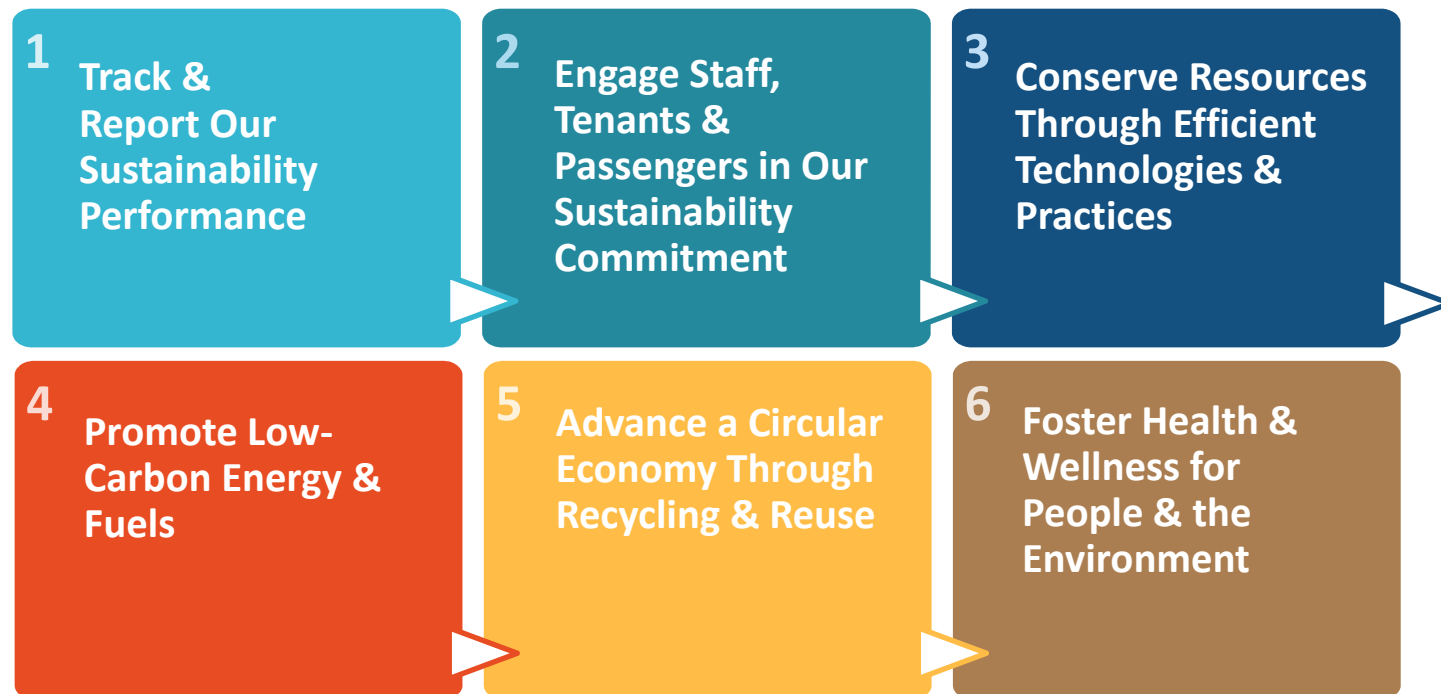 1
Track &
Report Our
Sustainability
Performance
2
Engage Staff,
Tenants &
Passengers in Our
Sustainability
Commitment
3
Conserve Resources
Through Efficient
Technologies &
Practices
4
Promote Low-
Carbon Energy &
Fuels
5
Advance a Circular
Economy Through
Recycling & Reuse
6
Foster Health &
Wellness for
People & the
Environment